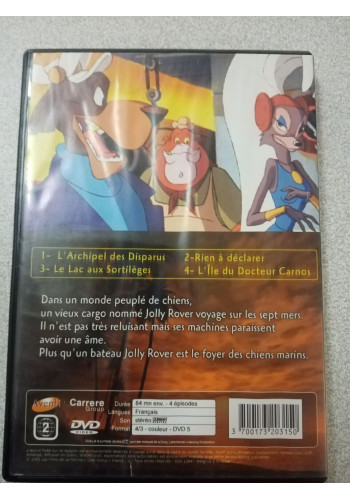 1- L'Archipel des Disparus 2-Rien à déclarer
3- Le Lac aux Sortilèges 4- L'Île du Docteur Carnos
Dans un monde peuplé de chiens,
un vieux cargo nommé Jolly Rover voyage sur les sept mers.
Il n'est pas très reluisant mais ses machines paraissent
avoir une âme.
Plus qu'un bateau Jolly Rover est le foyer des chiens marins.
Carrere
Group
2
DVD
VIDEO
Durée 84 mn env. - 4 épisodes
Langues Français
Son stéréo
Format 4/3 - couleur - DVD 5
3 700173 203150